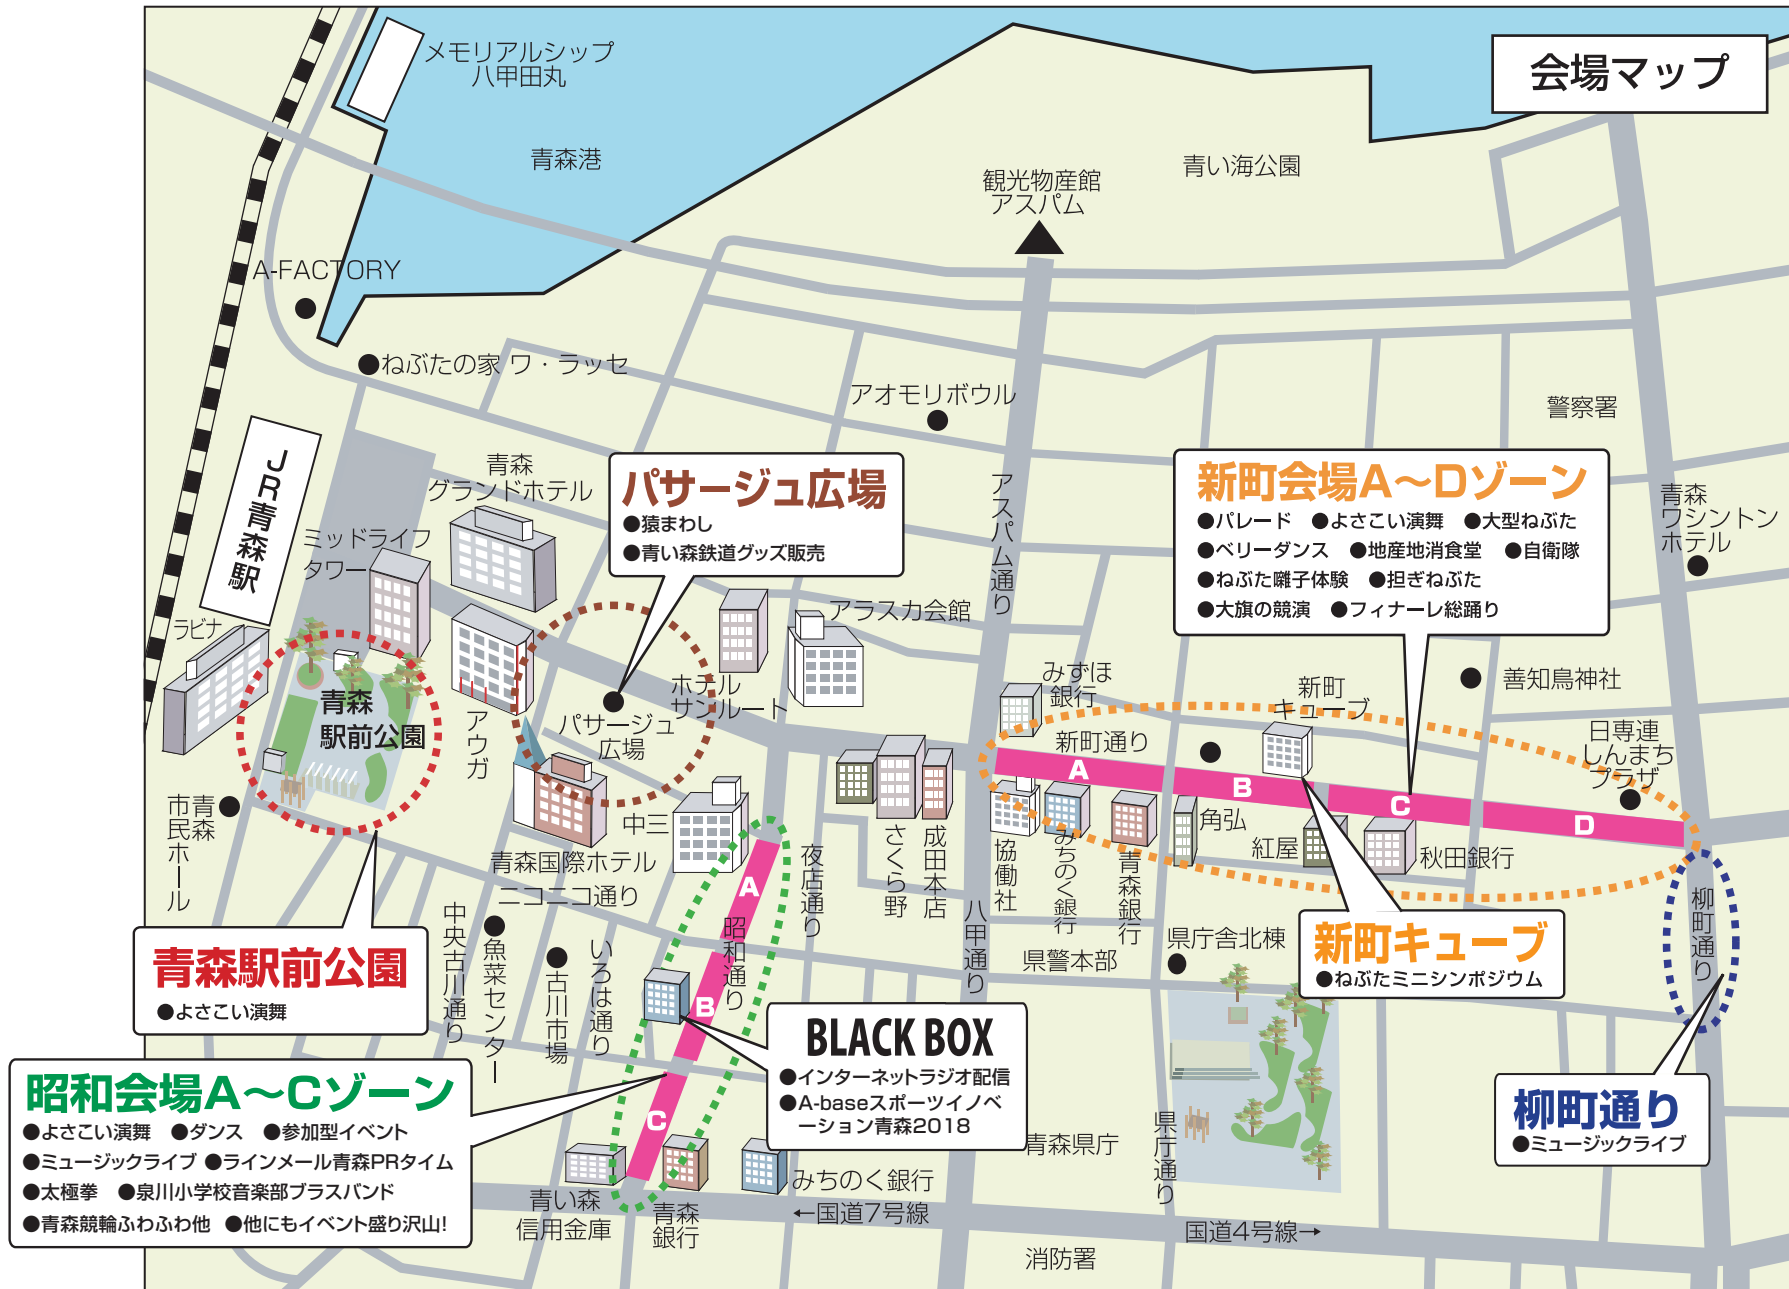 会場マップ
メモリアルシップ
八甲田丸
青森港
観光物産館
アスパム
青い海公園
A-FACTORY
ねぶたの家 ワ・ラッセ
アオモリボウル
警察署
JR青森駅
青森
グランドホテル
ミッドライフ
タワー
アスパム通り
青森
ワシントン
ホテル
パサージュ広場
●猿まわし
●青い森鉄道グッズ販売
新町会場A～Dゾーン
●パレード ●よさこい演舞 ●大型ねぶた
●ベリーダンス ●地産地消食堂 ●自衛隊
●ねぶた囃子体験 ●担ぎねぶた
●大旗の競演 ●フィナーレ総踊り
ラビナ
アラスカ会館
青森
駅前公園
アウガ
パサージュ
広場
ホテル
サンルート
みずほ
銀行
新町通り
新町
キューブ
善知鳥神社
日専連
しんまち
プラザ
A
B
C
D
青森
市民ホール
中三
青森国際ホテル
ニコニコ通り
夜店通り
さくら野
成田本店
協働社
みちのく銀行
青森銀行
角弘
紅屋
秋田銀行
柳町通り
中央古川通り
魚菜センター
古川市場
いろは通り
昭和通り
八甲通り
県警本部
県庁舎北棟
A
B
C
青森駅前公園
●よさこい演舞
新町キューブ
●ねぶたミニシンポジウム
BLACK BOX
●インターネットラジオ配信
●A-baseスポーツイノベ
ーション青森2018
昭和会場A～Cゾーン
●よさこい演舞 ●ダンス ●参加型イベント
●ミュージックライブ ●ラインメール青森PRタイム
●太極拳 ●泉川小学校音楽部ブラスバンド
●青森競輪ふわふわ他 ●他にもイベント盛り沢山!
柳町通り
●ミュージックライブ
青森県庁
県庁通り
青い森
信用金庫
青森
銀行
みちのく銀行
←国道7号線
国道4号線→
消防署